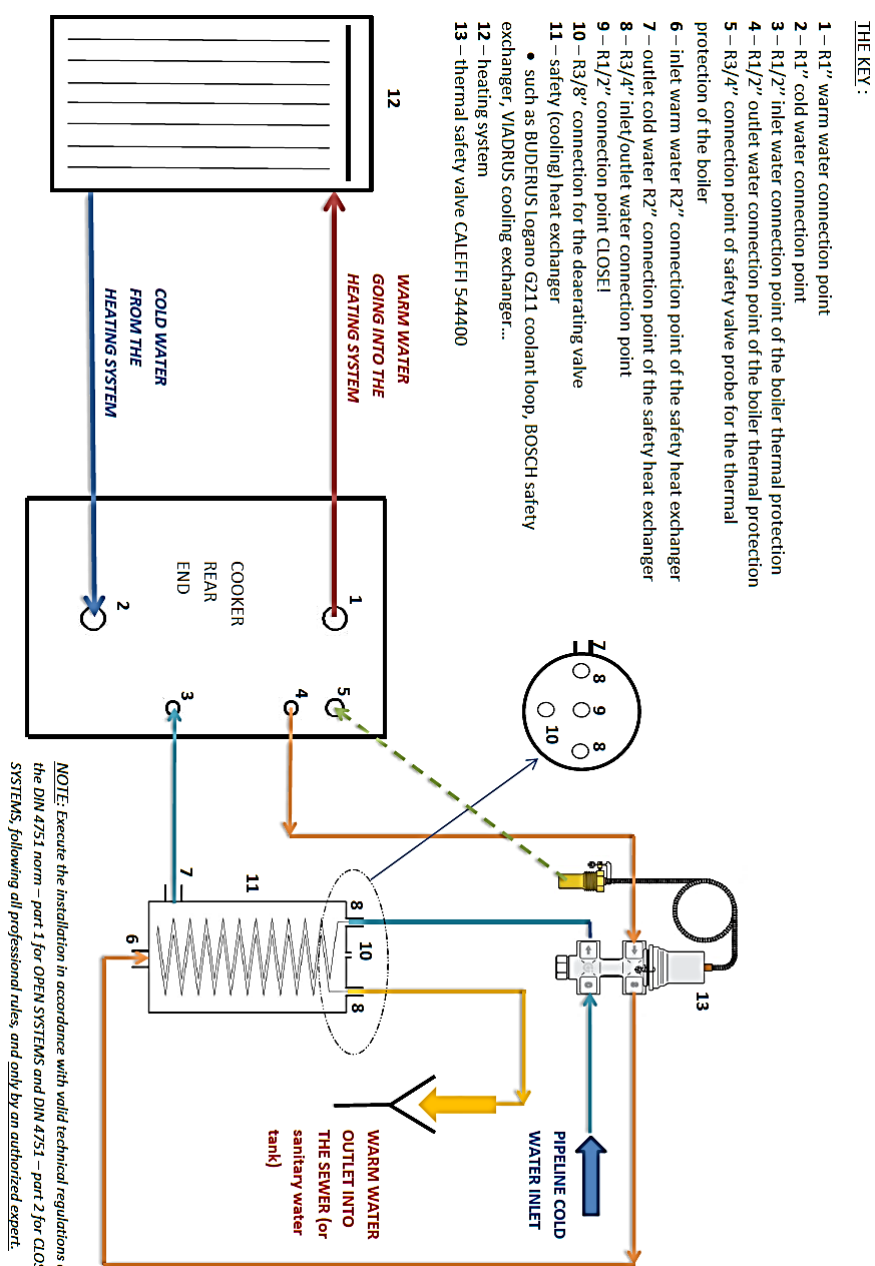 THE KEY :
1 – R1″ warm water connection point
2 – R1″ cold water connection point
3 – R1/2″ inlet water connection point of the boiler thermal protection
4 – R1/2″ outlet water connection point of the boiler thermal protection
5 – R3/4″ connection point of safety valve probe for the thermal
protection of the boiler
6 – inlet warm water R2″ connection point of the safety heat exchanger
7 – outlet cold water R2″ connection point of the safety heat exchanger
8 – R3/4″ inlet/outlet water connection point
9 – R1/2″ connection point CLOSE!
10 – R3/8″ connection for the deaerating valve
11 – safety (cooling) heat exchanger
• such as BUDERUS Logano G211 coolant loop, BOSCH safety
exchanger, VIADRUS cooling exchanger...
12 – heating system
13 – thermal safety valve CALEFFI 544400
12
WARM WATER
GOING INTO THE
HEATING SYSTEM
COLD WATER
FROM THE
HEATING SYSTEM
COOKER
REAR
END
1
2
5
4
3
7
8
9
8
10
13
11
7
6
8
10
8
PIPELINE COLD
WATER INLET
WARM WATER
OUTLET INTO
THE SEWER (or
sanitary water
tank)
NOTE: Execute the installation in accordance with valid technical regulations
the DIN 4751 norm – part 1 for OPEN SYSTEMS and DIN 4751 – part 2 for CLOS
SYSTEMS, following all professional rules, and only by an authorized expert.